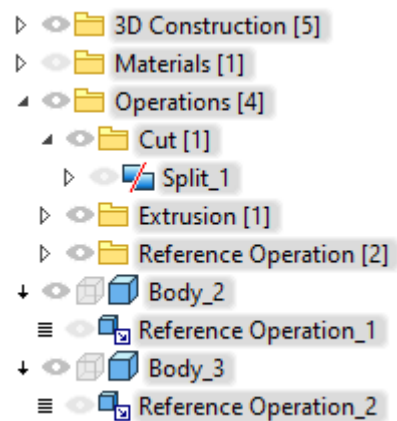 3D Construction [5]
Materials [1]
Operations [4]
Cut [1]
Split_1
Extrusion [1]
Reference Operation [2]
Body_2
Reference Operation_1
Body_3
Reference Operation_2